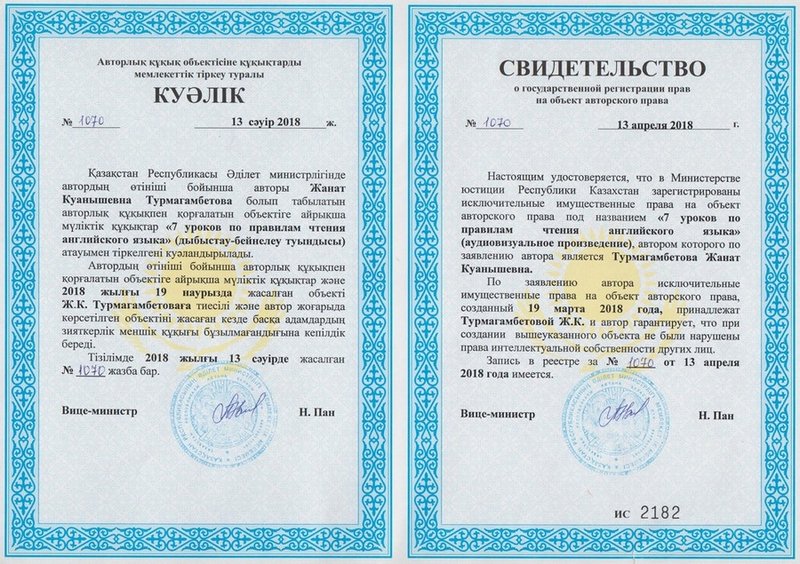 Авторлық құқық объектісіне құқықтарды
мемлекеттік тіркеу туралы
КУӘЛІК
№ 1070 13 сәуір 2018 ж.
Қазақстан Республикасы Әділет министрлігінде
автордың өтініші бойынша авторы Жанат
Куанышевна Турмагамбетова болып табылатын
авторлық құқықпен қорғалатын объектіге айрықша
мүліктік құқықтар «7 уроков по правилам чтения
английского языка» (дыбыстау-бейнелеу туындысы)
атауымен тіркелгені куәландырылады.
Автордың өтініші бойынша авторлық құқықпен
қорғалатын объектіге айрықша мүліктік құқықтар және
2018 жылғы 19 наурызда жасалған объекті
Ж.К. Турмагамбетоваға тиесілі және автор жоғарыда
көрсетілген объектіні жасаған кезде басқа адамдардың
зияткерлік меншік құқығы бұзылмағандығына кепілдік
береді.
Тізілімде 2018 жылғы 13 сәуірде жасалған
№ 1070 жазба бар.
Вице-министр Н. Пан
СВИДЕТЕЛЬСТВО
о государственной регистрации прав
на объект авторского права
№ 1070 13 апреля 2018 г.
Настоящим удостоверяется, что в Министерстве
юстиции Республики Казахстан зарегистрированы
исключительные имущественные права на объект
авторского права под названием «7 уроков по
правилам чтения английского языка»
(аудиовизуальное произведение), автором которого по
заявлению автора является Турмагамбетова Жанат
Куанышевна.
По заявлению автора исключительные
имущественные права на объект авторского права,
созданный 19 марта 2018 года, принадлежат
Турмагамбетовой Ж.К. и автор гарантирует, что при
создании вышеуказанного объекта не были нарушены
права интеллектуальной собственности других лиц.
Запись в реестре за № 1070 от 13 апреля
2018 года имеется.
Вице-министр Н. Пан
ИС 2182